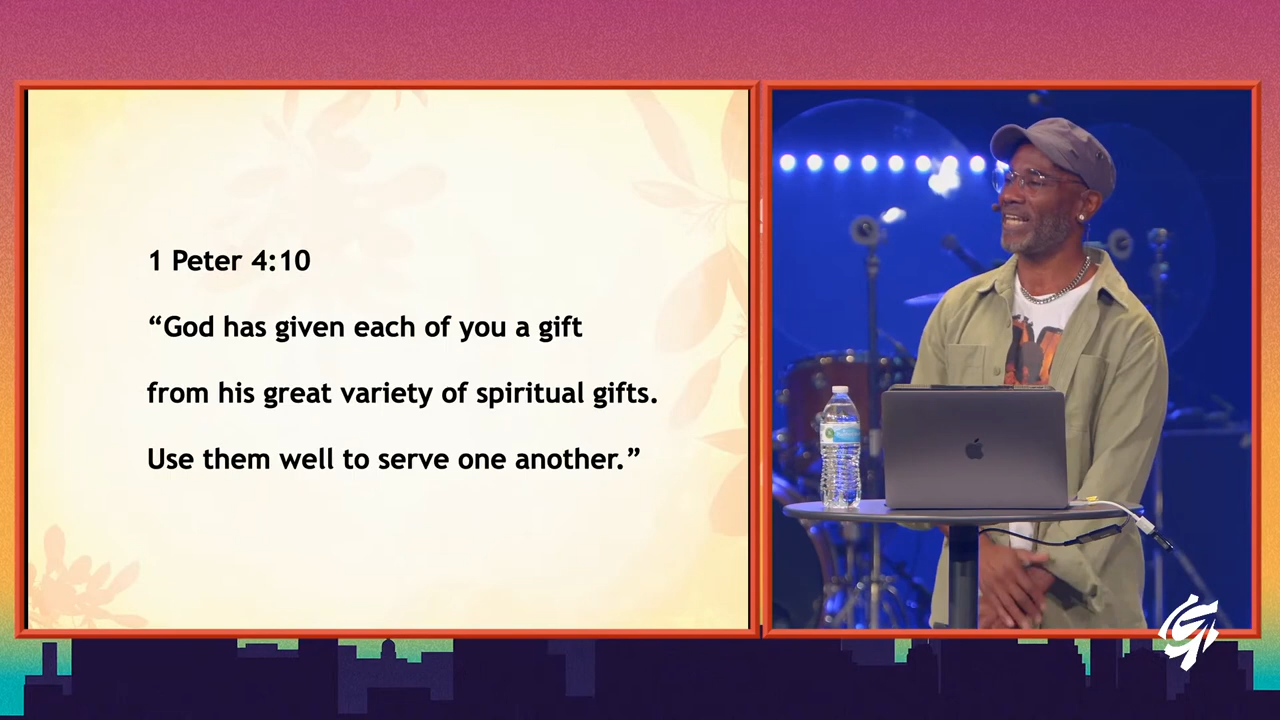 1 Peter 4:10
“God has given each of you a gift
from his great variety of spiritual gifts.
Use them well to serve one another.”